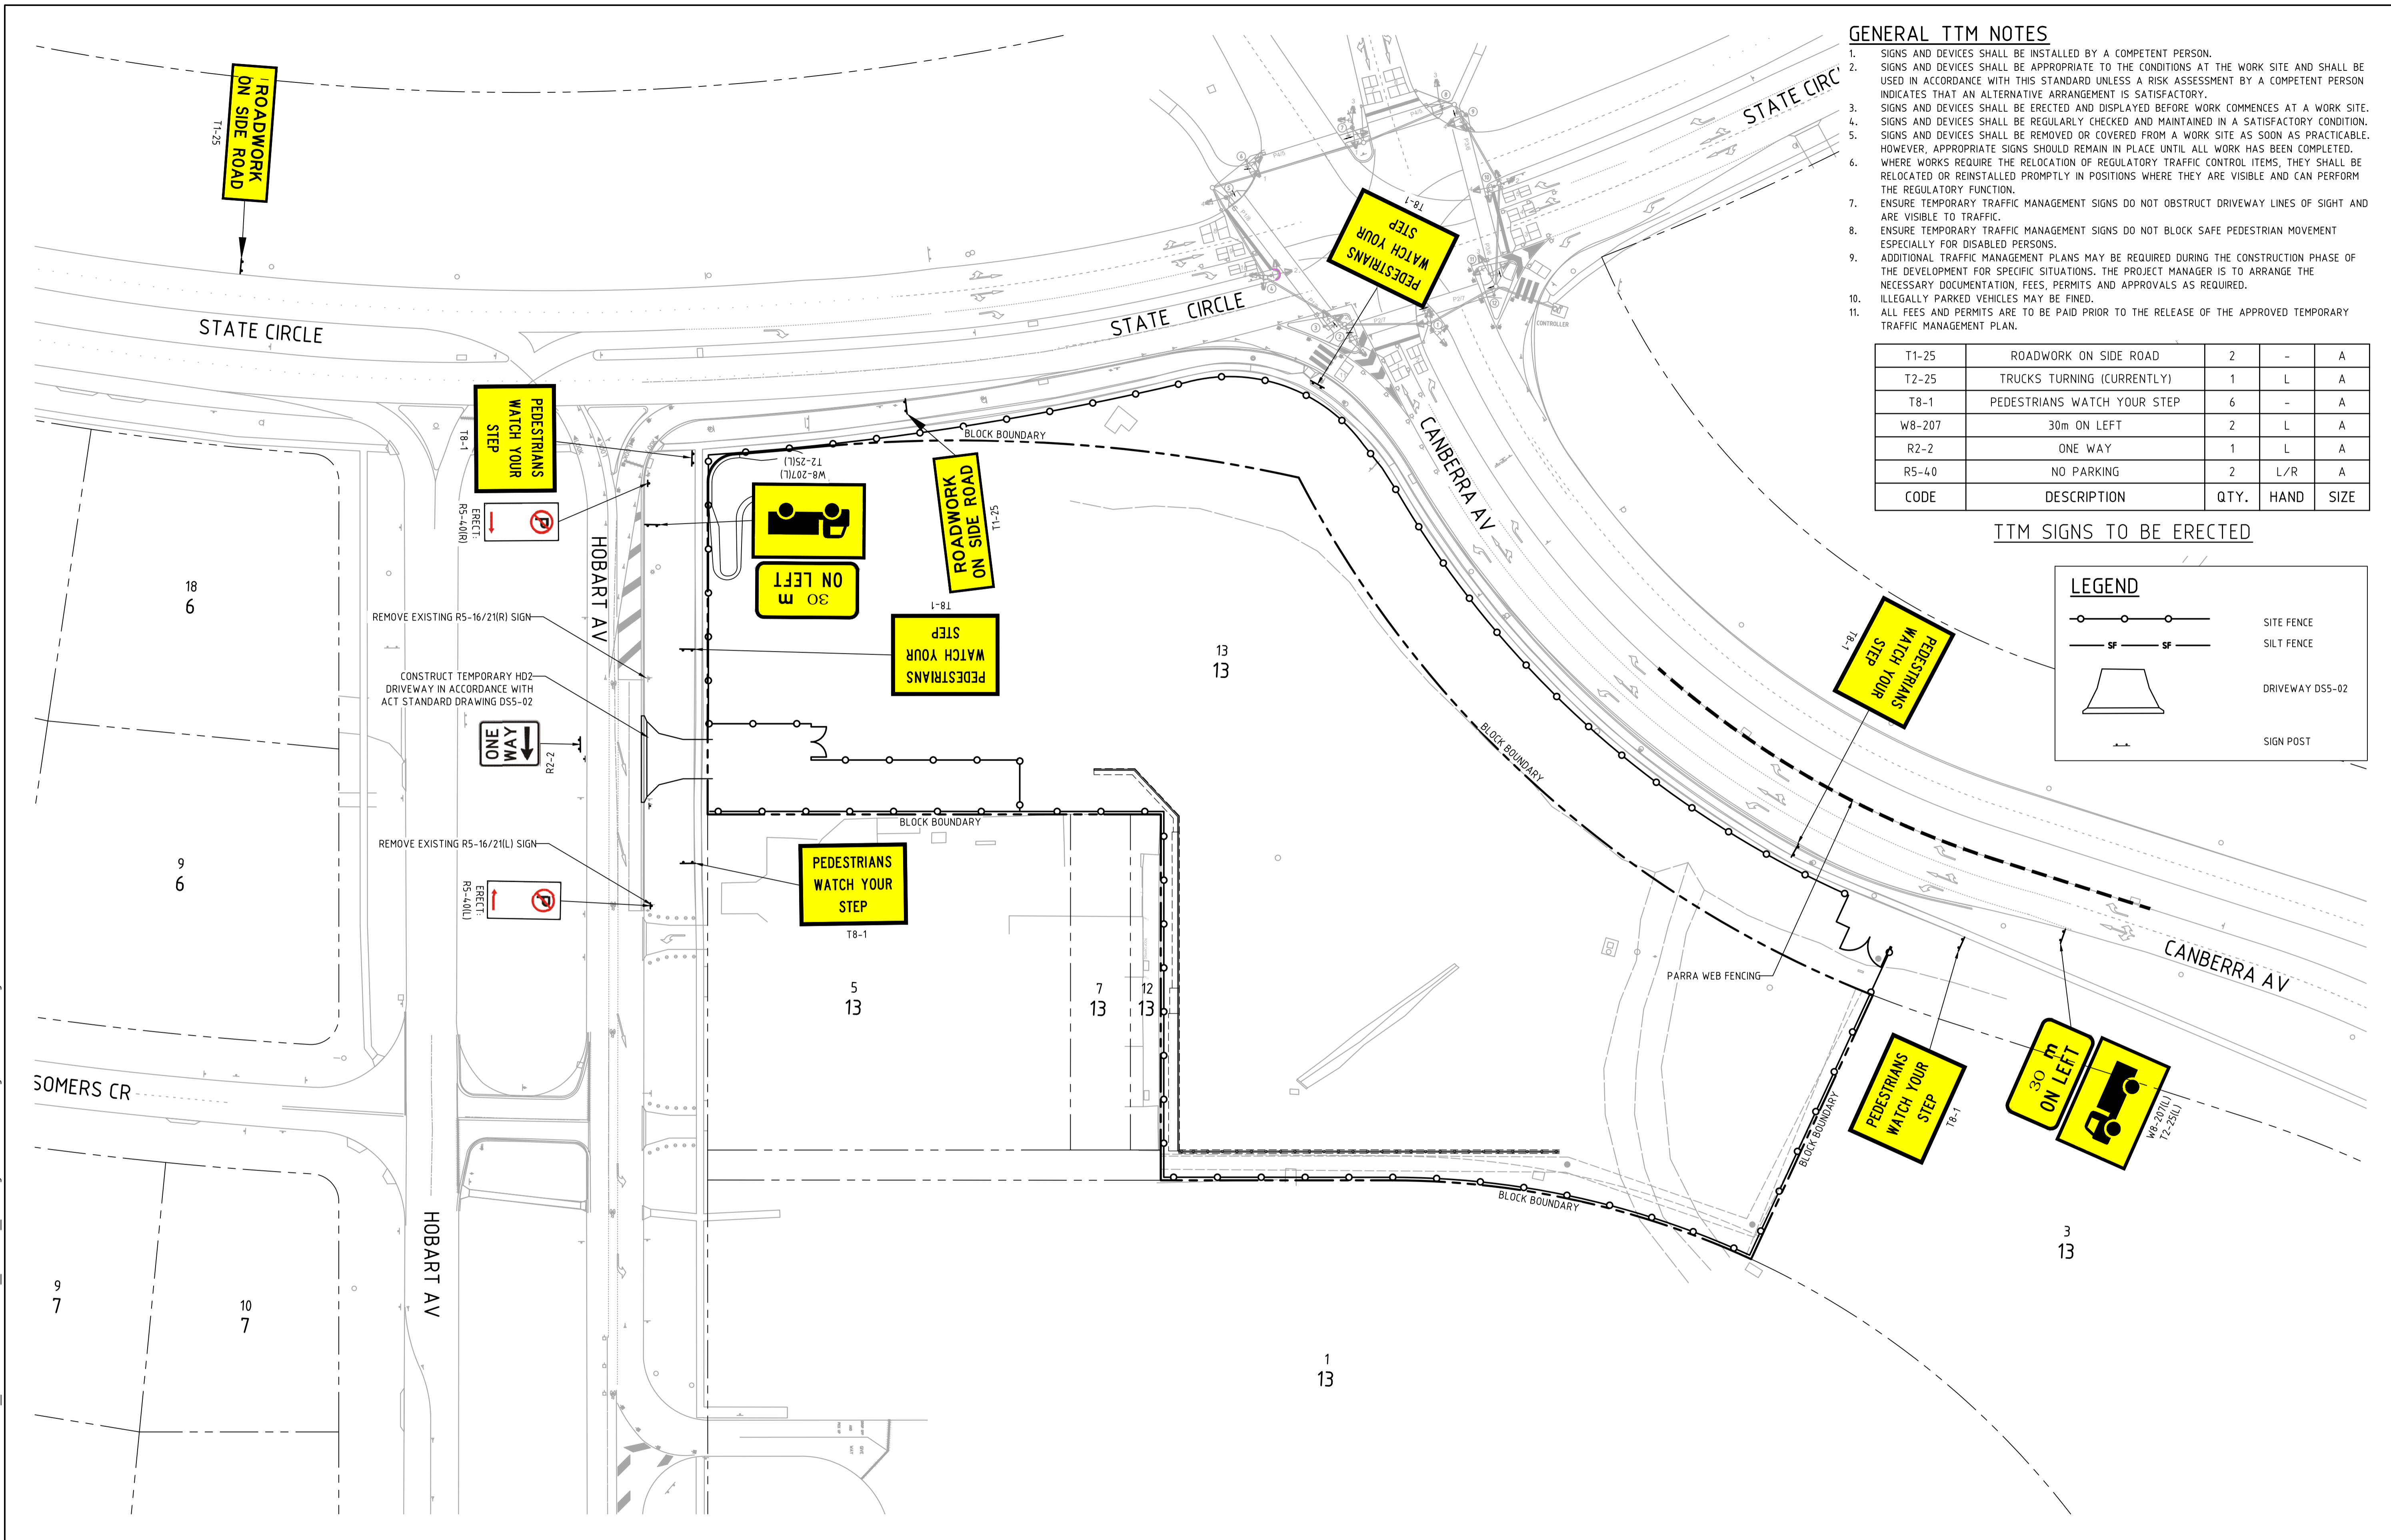 GENERAL TTM NOTES
1. SIGNS AND DEVICES SHALL BE INSTALLED BY A COMPETENT PERSON.
2. SIGNS AND DEVICES SHALL BE APPROPRIATE TO THE CONDITIONS AT THE WORK SITE AND SHALL BE
USED IN ACCORDANCE WITH THIS STANDARD UNLESS A RISK ASSESSMENT BY A COMPETENT PERSON
INDICATES THAT AN ALTERNATIVE ARRANGEMENT IS SATISFACTORY.
3. SIGNS AND DEVICES SHALL BE ERECTED AND DISPLAYED BEFORE WORK COMMENCES AT A WORK SITE.
4. SIGNS AND DEVICES SHALL BE REGULARLY CHECKED AND MAINTAINED IN A SATISFACTORY CONDITION.
5. SIGNS AND DEVICES SHALL BE REMOVED OR COVERED FROM A WORK SITE AS SOON AS PRACTICABLE.
HOWEVER, APPROPRIATE SIGNS SHOULD REMAIN IN PLACE UNTIL ALL WORK HAS BEEN COMPLETED.
6. WHERE WORKS REQUIRE THE RELOCATION OF REGULATORY TRAFFIC CONTROL ITEMS, THEY SHALL BE
RELOCATED OR REINSTALLED PROMPTLY IN POSITIONS WHERE THEY ARE VISIBLE AND CAN PERFORM
THE REGULATORY FUNCTION.
7. ENSURE TEMPORARY TRAFFIC MANAGEMENT SIGNS DO NOT OBSTRUCT DRIVEWAY LINES OF SIGHT AND
ARE VISIBLE TO TRAFFIC.
8. ENSURE TEMPORARY TRAFFIC MANAGEMENT SIGNS DO NOT BLOCK SAFE PEDESTRIAN MOVEMENT
ESPECIALLY FOR DISABLED PERSONS.
9. ADDITIONAL TRAFFIC MANAGEMENT PLANS MAY BE REQUIRED DURING THE CONSTRUCTION PHASE OF
THE DEVELOPMENT FOR SPECIFIC SITUATIONS. THE PROJECT MANAGER IS TO ARRANGE THE
NECESSARY DOCUMENTATION, FEES, PERMITS AND APPROVALS AS REQUIRED.
10. ILLEGALLY PARKED VEHICLES MAY BE FINED.
11. ALL FEES AND PERMITS ARE TO BE PAID PRIOR TO THE RELEASE OF THE APPROVED TEMPORARY
TRAFFIC MANAGEMENT PLAN.
T1-25 ROADWORK ON SIDE ROAD 2 - A
T2-25 TRUCKS TURNING (CURRENTLY) 1 L A
T8-1 PEDESTRIANS WATCH YOUR STEP 6 - A
W8-207 30m ON LEFT 2 L A
R2-2 ONE WAY 1 L A
R5-40 NO PARKING 2 L/R A
CODE DESCRIPTION QTY. HAND SIZE
TTM SIGNS TO BE ERECTED
LEGEND
SITE FENCE
SF SF SILT FENCE
DRIVEWAY DS5-02
SIGN POST
ROADWORK
ON SIDE ROAD
T1-25
STATE CIRCLE
STATE CIRCLE
STATE CIRC
T8-1
PEDESTRIANS
WATCH YOUR
STEP
CONTROLLER
PEDESTRIANS
WATCH YOUR
STEP
T8-1
ERECT:
R5-40(R)
P
HOBART AV
BLOCK BOUNDARY
T2-25(L)
W8-207(L)
30 m
ON LEFT
ROADWORK
ON SIDE ROAD
T1-25
CANBERRA AV
T8-1
PEDESTRIANS
WATCH YOUR
STEP
18
6
REMOVE EXISTING R5-16/21(R) SIGN
CONSTRUCT TEMPORARY HD2
DRIVEWAY IN ACCORDANCE WITH
ACT STANDARD DRAWING DS5-02
ONE
WAY
R2-2
13
13
BLOCK BOUNDARY
PEDESTRIANS
WATCH YOUR
STEP
T8-1
BLOCK BOUNDARY
REMOVE EXISTING R5-16/21(L) SIGN
ERECT:
R5-40(L)
P
PEDESTRIANS
WATCH YOUR
STEP
T8-1
9
6
5
13
7
13
12
13
PARRA WEB FENCING
CANBERRA AV
PEDESTRIANS
WATCH YOUR
STEP
T8-1
30 m
ON LEFT
W8-207(L)
T2-25(L)
BLOCK BOUNDARY
BLOCK BOUNDARY
SOMERS CR
HOBART AV
9
7
10
7
3
13
1
13